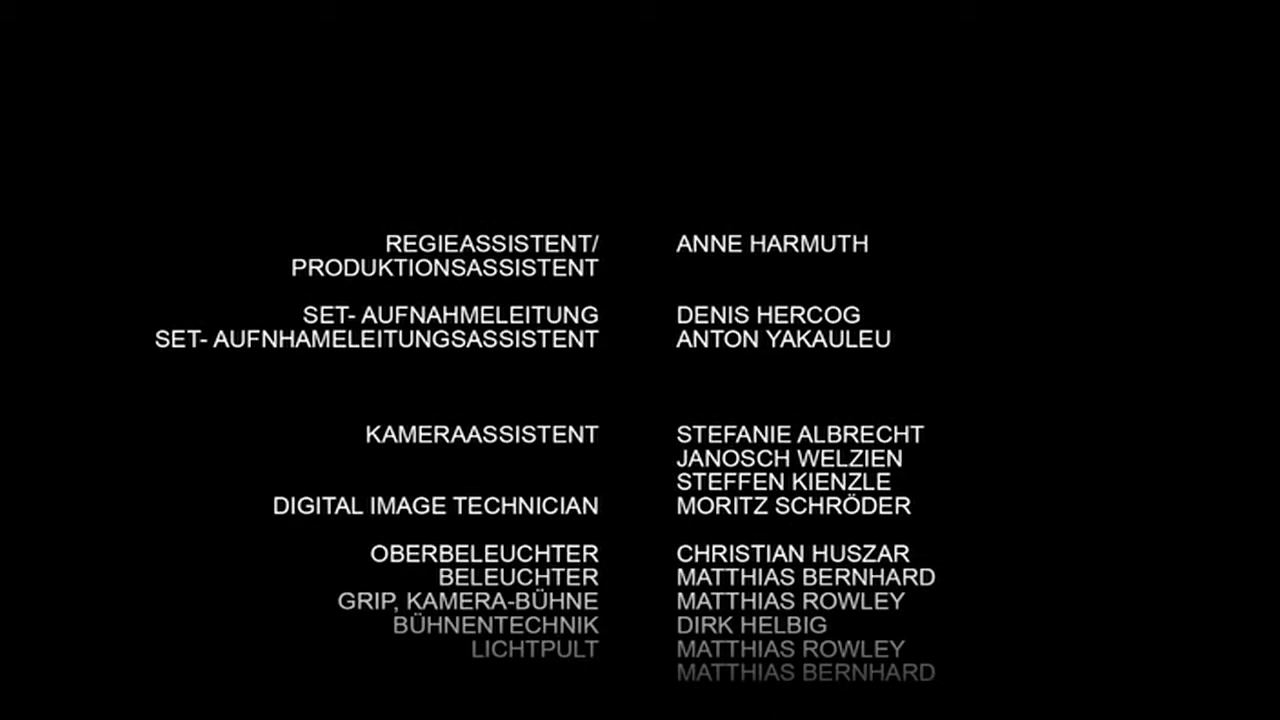 REGIEASSISTENT/ ANNE HARMUTH
PRODUKTIONSASSISTENT
SET- AUFNAHMELEITUNG DENIS HERCOG
SET- AUFNHAMELEITUNGSASSISTENT ANTON YAKAULEU
KAMERAASSISTENT STEFANIE ALBRECHT
JANOSCH WELZIEN
STEFFEN KIENZLE
DIGITAL IMAGE TECHNICIAN MORITZ SCHRÖDER
OBERBELEUCHTER CHRISTIAN HUSZAR
BELEUCHTER MATTHIAS BERNHARD
GRIP, KAMERA-BÜHNE MATTHIAS ROWLEY
BÜHNENTECHNIK DIRK HELBIG
LICHTPULT MATTHIAS ROWLEY
MATTHIAS BERNHARD